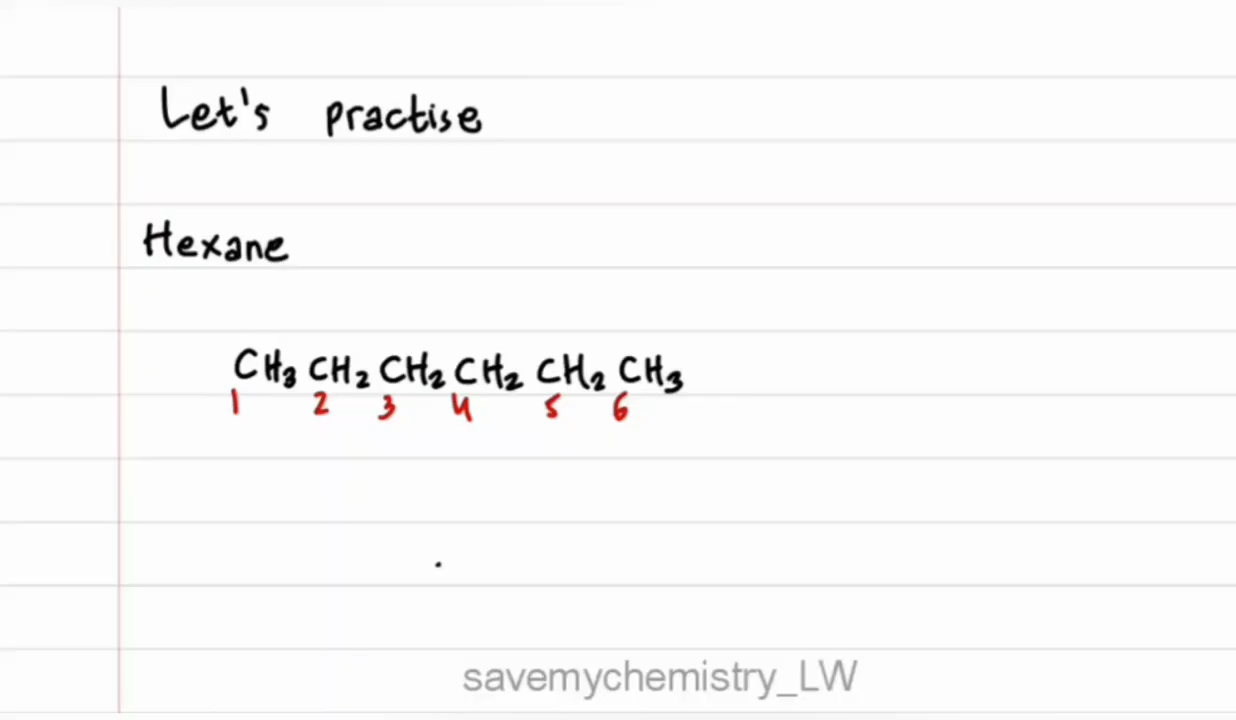 Let's practise
Hexane
CH₃ CH₂ CH₂ CH₂ CH₂ CH₃
1 2 3 4 5 6
savemychemistry_LW